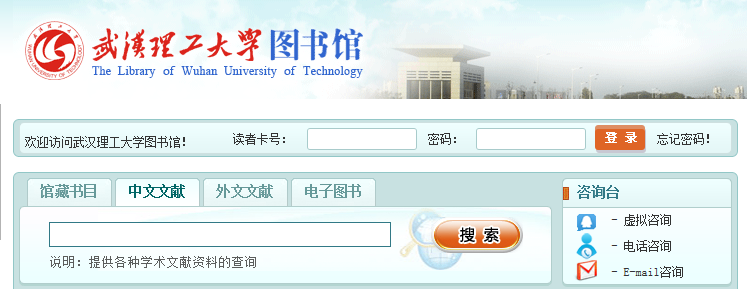 武汉理工大学图书馆
The Library of Wuhan University of Technology
欢迎访问武汉理工大学图书馆! 读者卡号: 密码: 登 录 忘记密码!
馆藏书目 中文文献 外文文献 电子图书
搜 索
说明: 提供各种学术文献资料的查询
咨询台
- 虚拟咨询
- 电话咨询
- E-mail咨询